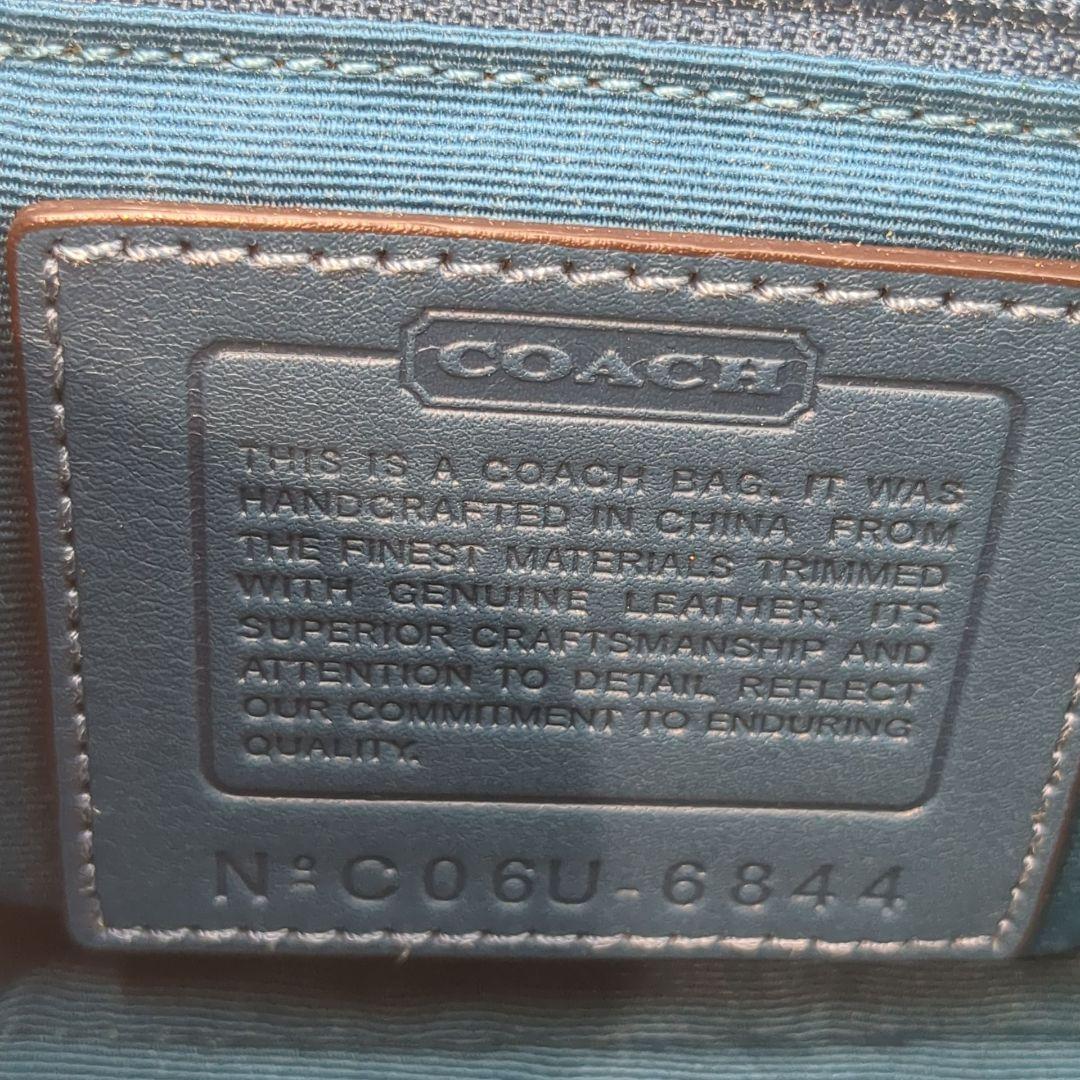 COACH
THIS IS A COACH BAG. IT WAS
HANDCRAFTED IN CHINA FROM
THE FINEST MATERIALS TRIMMED
WITH GENUINE LEATHER. ITS
SUPERIOR CRAFTSMANSHIP AND
ATTENTION TO DETAIL REFLECT
OUR COMMITMENT TO ENDURING
QUALITY.
Nº C06U-6844